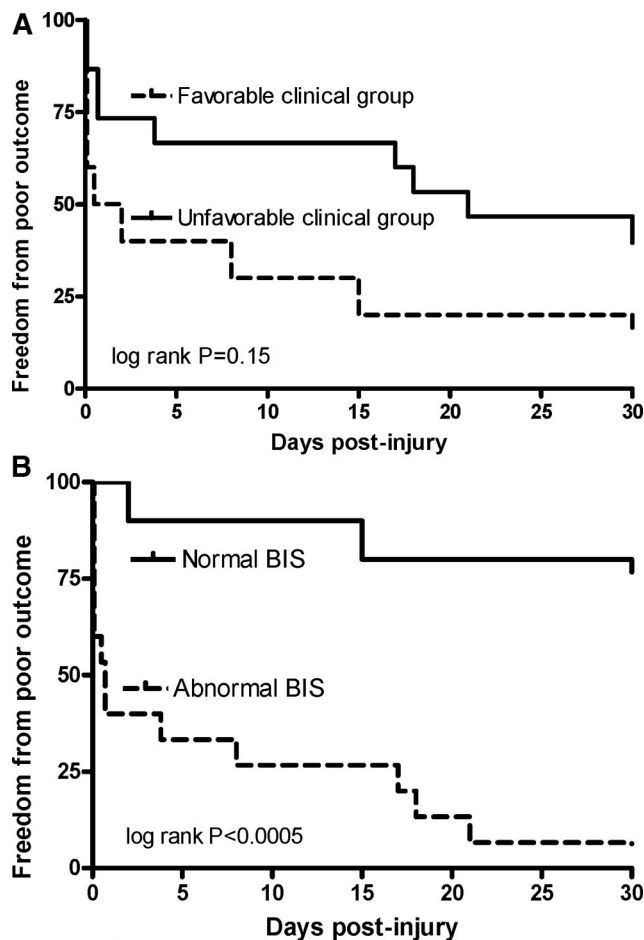 A
Freedom from poor outcome
100
75
50
25
0
Favorable clinical group
Unfavorable clinical group
log rank P=0.15
0 5 10 15 20 25 30
Days post-injury
B
Freedom from poor outcome
100
75
50
25
0
Normal BIS
Abnormal BIS
log rank P<0.0005
0 5 10 15 20 25 30
Days post-injury